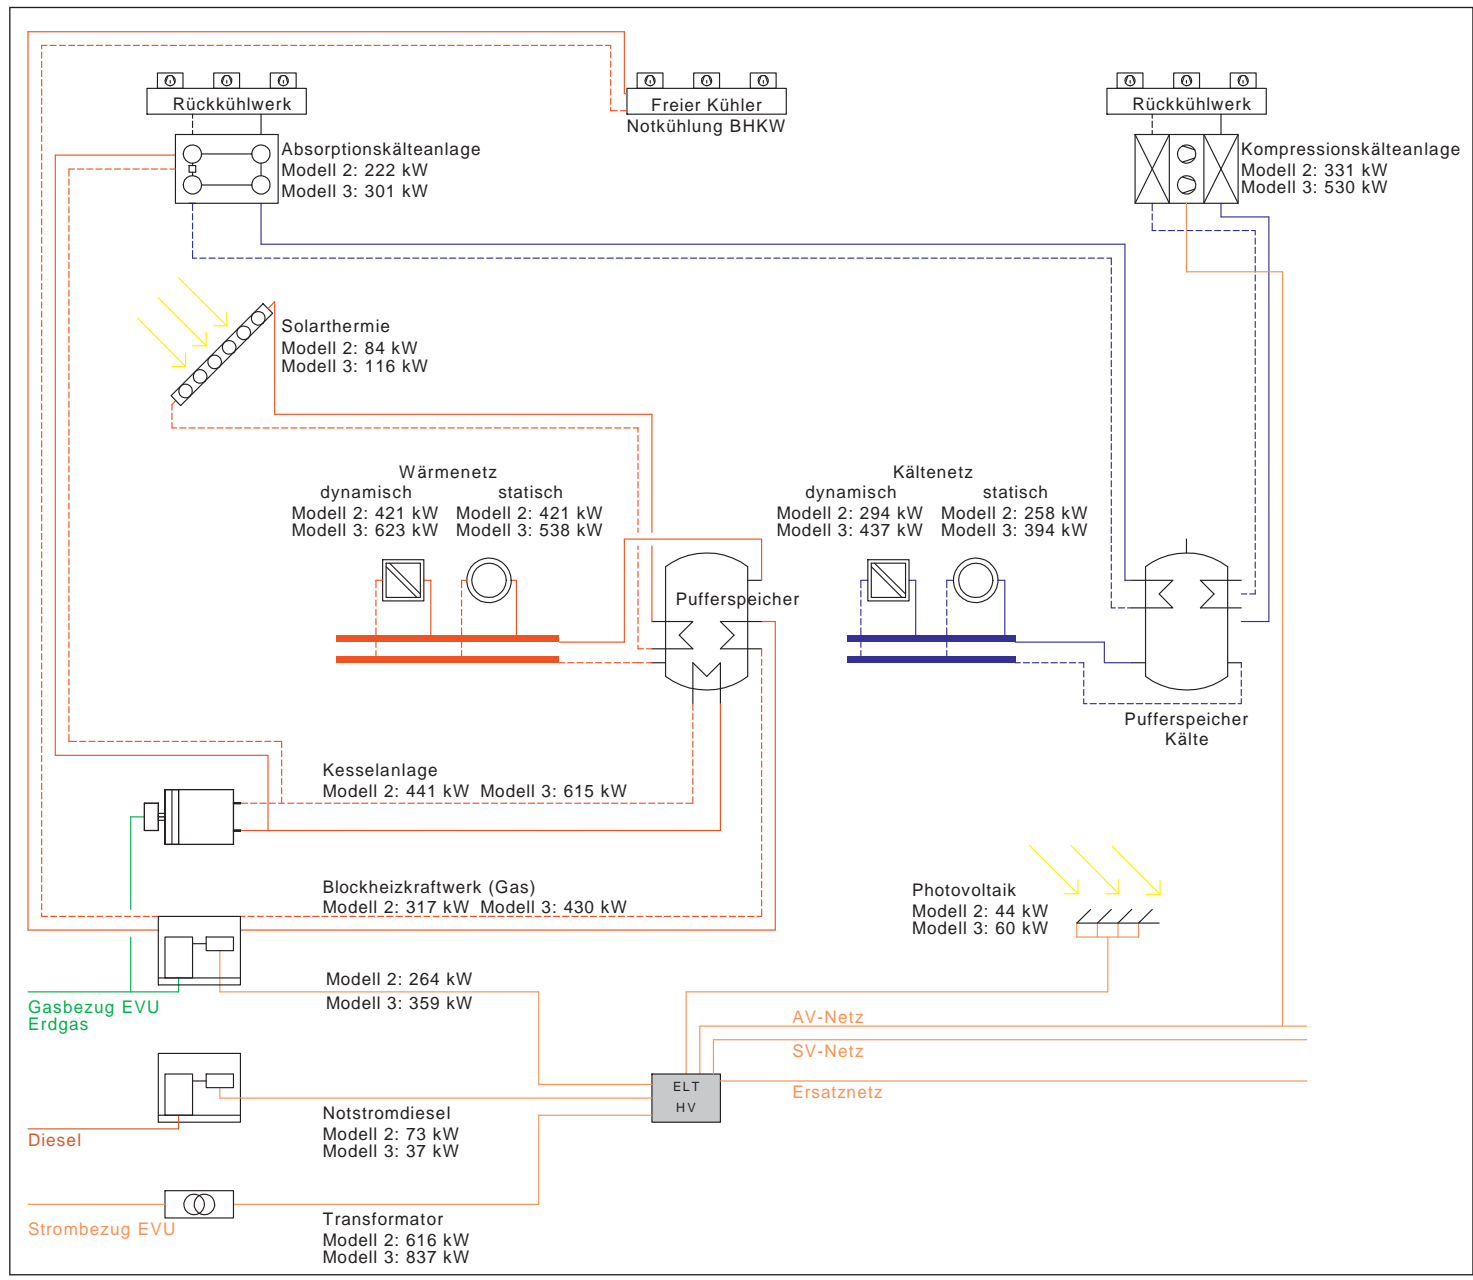 Rückkühlwerk
Freier Kühler
Notkühlung BHKW
Rückkühlwerk
Absorptionskälteanlage
Modell 2: 222 kW
Modell 3: 301 kW
Kompressionskälteanlage
Modell 2: 331 kW
Modell 3: 530 kW
Solarthermie
Modell 2: 84 kW
Modell 3: 116 kW
Wärmenetz
dynamisch
Modell 2: 421 kW
Modell 3: 623 kW
statisch
Modell 2: 421 kW
Modell 3: 538 kW
Kältenetz
dynamisch
Modell 2: 294 kW
Modell 3: 437 kW
statisch
Modell 2: 258 kW
Modell 3: 394 kW
Pufferspeicher
Pufferspeicher
Kälte
Kesselanlage
Modell 2: 441 kW Modell 3: 615 kW
Blockheizkraftwerk (Gas)
Modell 2: 317 kW Modell 3: 430 kW
Photovoltaik
Modell 2: 44 kW
Modell 3: 60 kW
Modell 2: 264 kW
Modell 3: 359 kW
Gasbezug EVU
Erdgas
AV-Netz
SV-Netz
Ersatznetz
ELT
HV
Notstromdiesel
Modell 2: 73 kW
Modell 3: 37 kW
Diesel
Transformator
Modell 2: 616 kW
Modell 3: 837 kW
Strombezug EVU